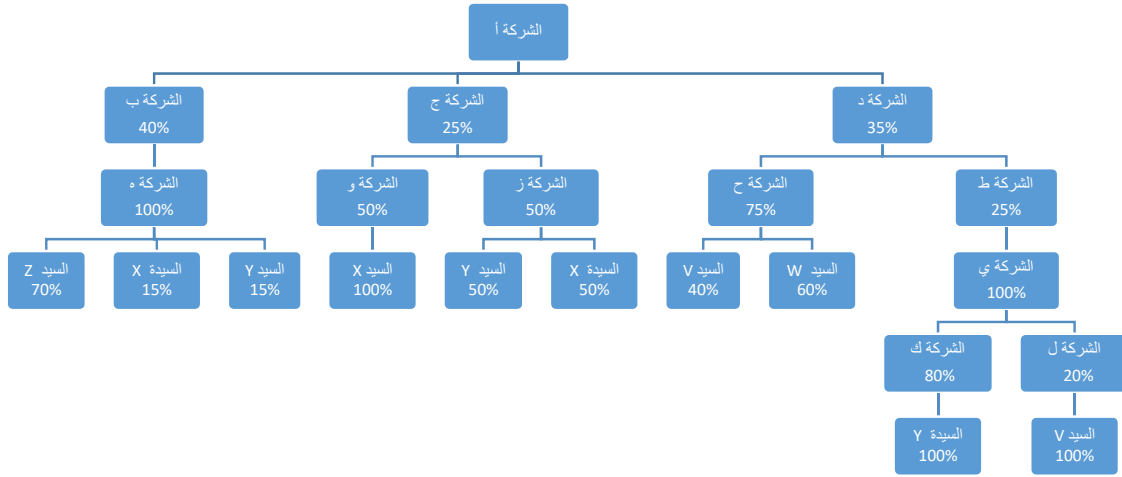 الشركة أ
الشركة ب
40%
الشركة ج
25%
الشركة د
35%
الشركة ه
100%
الشركة و
50%
الشركة ز
50%
الشركة ح
75%
الشركة ط
25%
السيد Z
70%
السيدة X
15%
السيد Y
15%
السيد X
100%
السيد Y
50%
السيدة X
50%
السيد V
40%
السيد W
60%
الشركة ي
100%
الشركة ك
80%
الشركة ل
20%
السيدة Y
100%
السيد V
100%